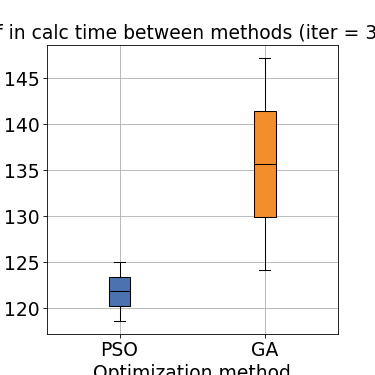 in calc time between methods (iter = 3
145
140
135
130
125
120
PSO GA
Optimization method